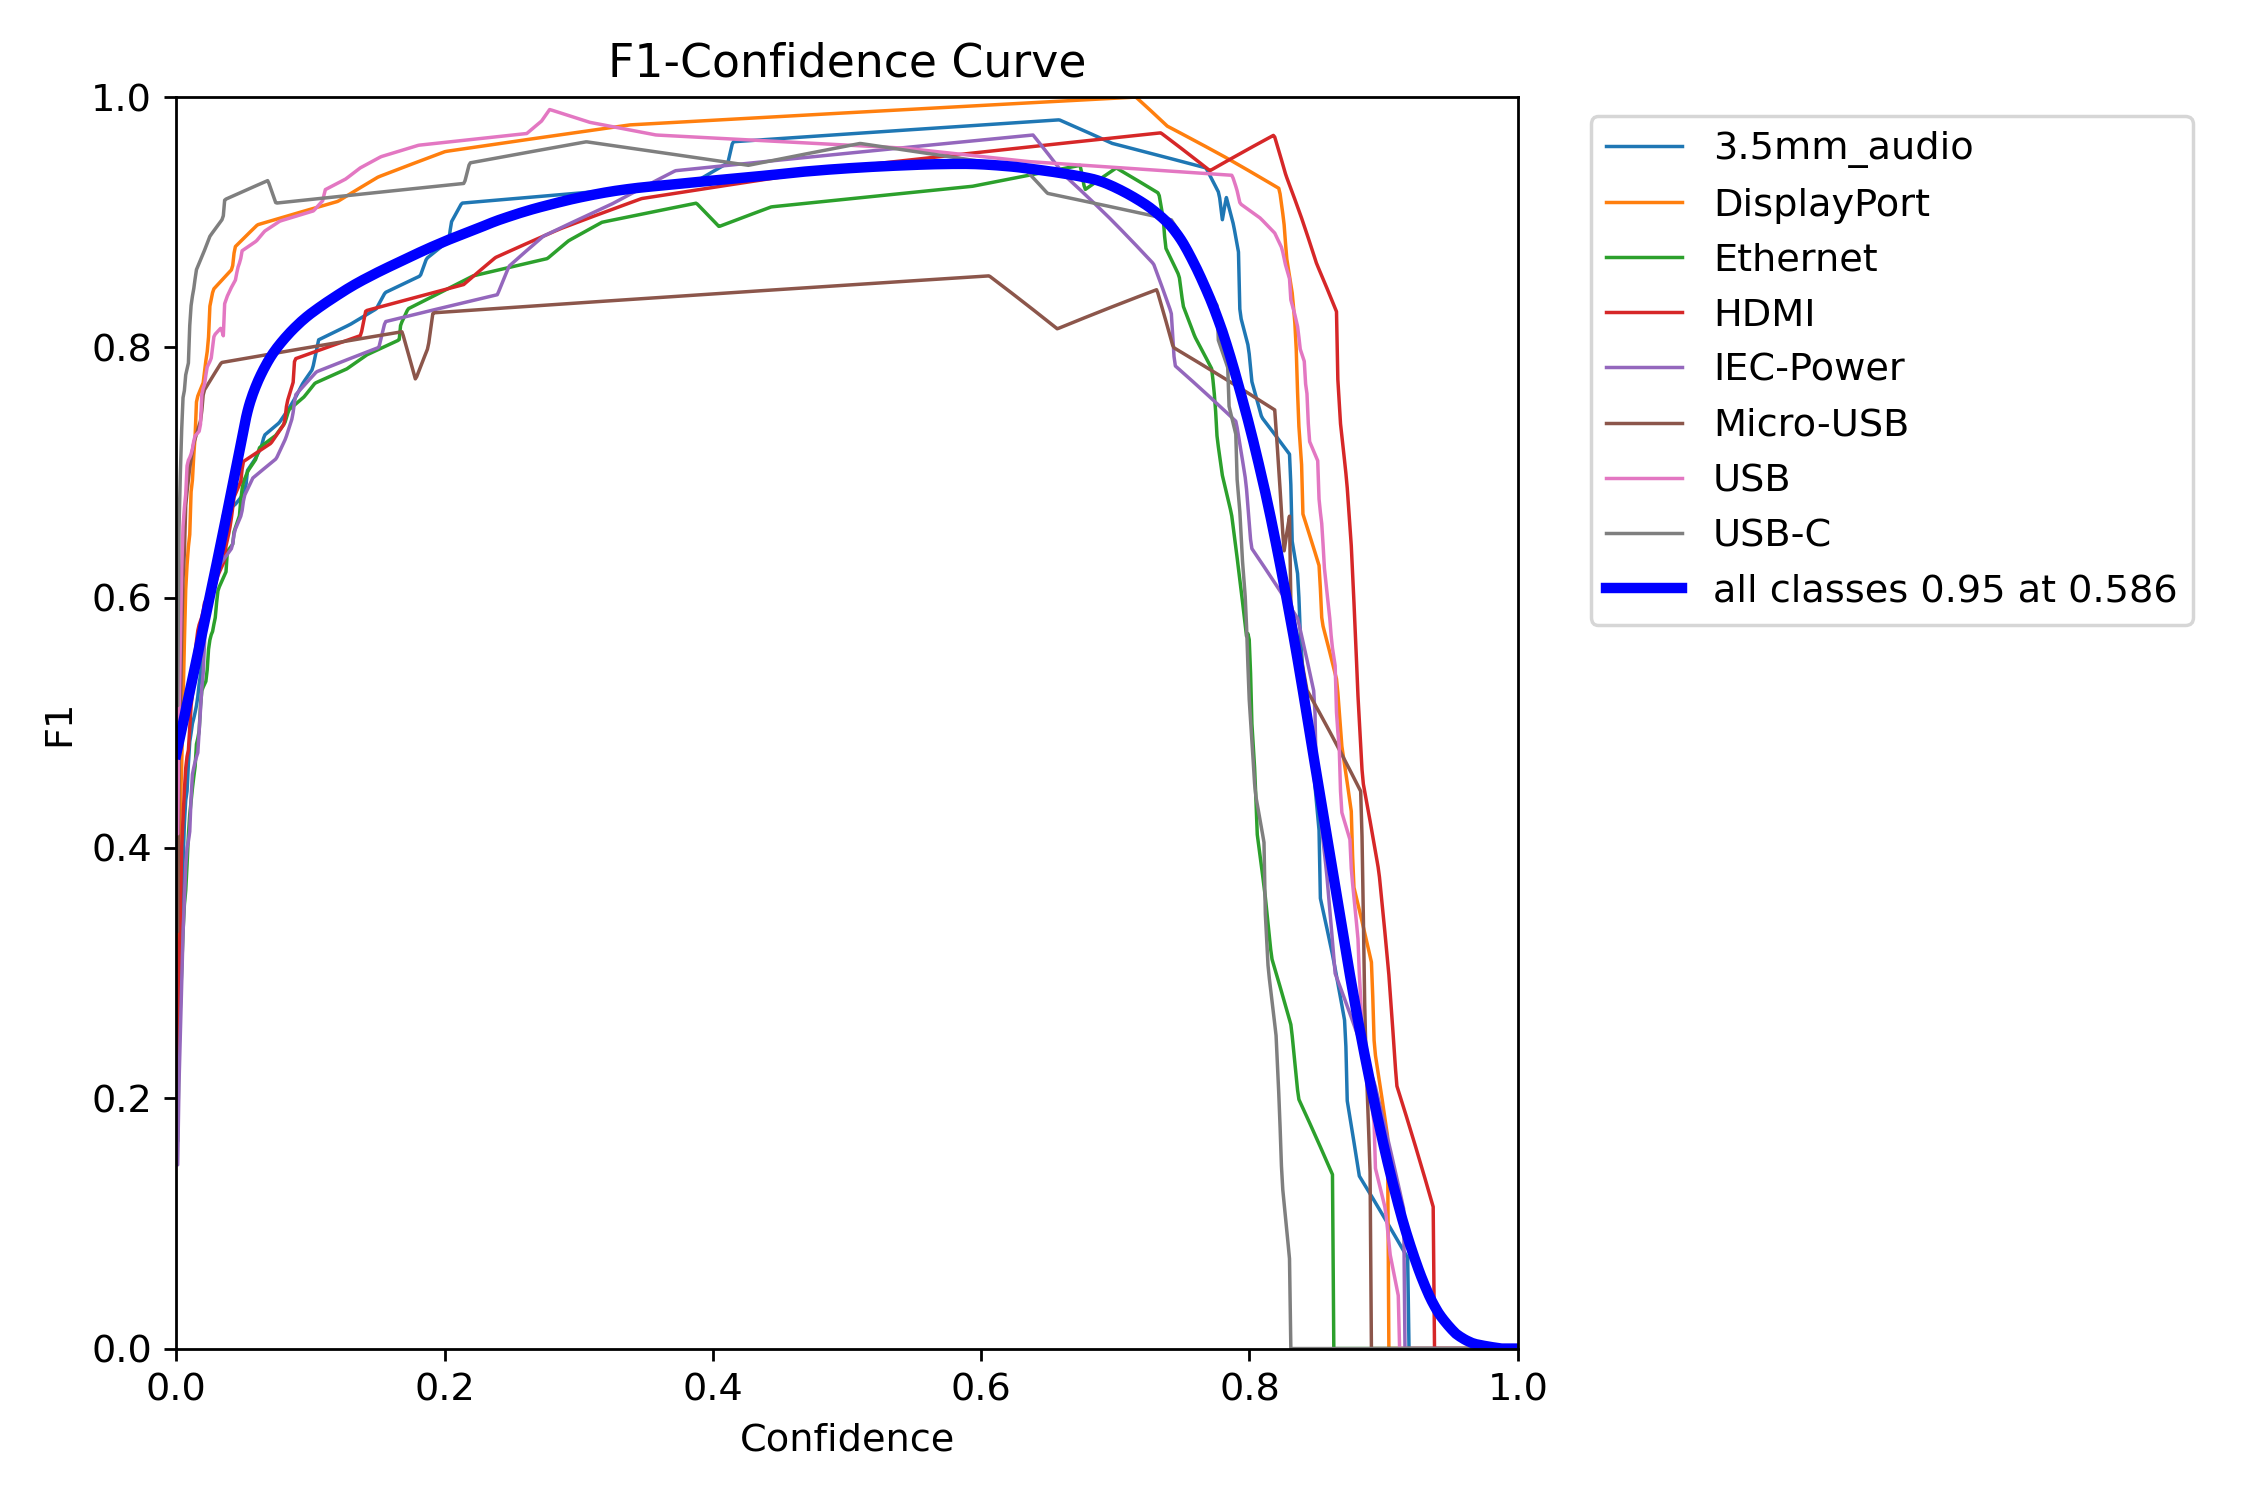 F1-Confidence Curve
1.0
0.8
0.6
0.4
0.2
0.0
F1
0.0 0.2 0.4 0.6 0.8 1.0
Confidence
3.5mm_audio
DisplayPort
Ethernet
HDMI
IEC-Power
Micro-USB
USB
USB-C
all classes 0.95 at 0.586